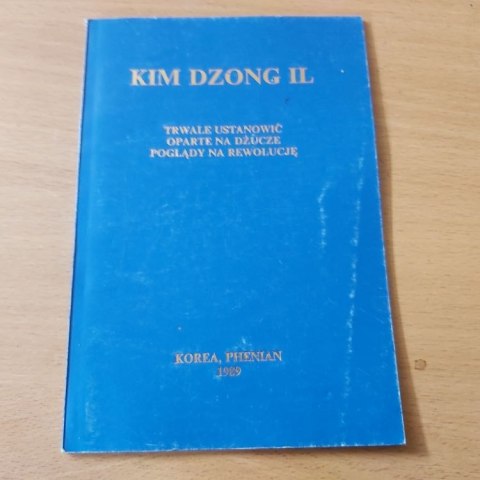 KIM DZONG IL
TRWALE USTANOWIĆ
OPARTE NA DŻUCZE
POGLĄDY NA REWOLUCJĘ
KOREA, PHENIAN
1989